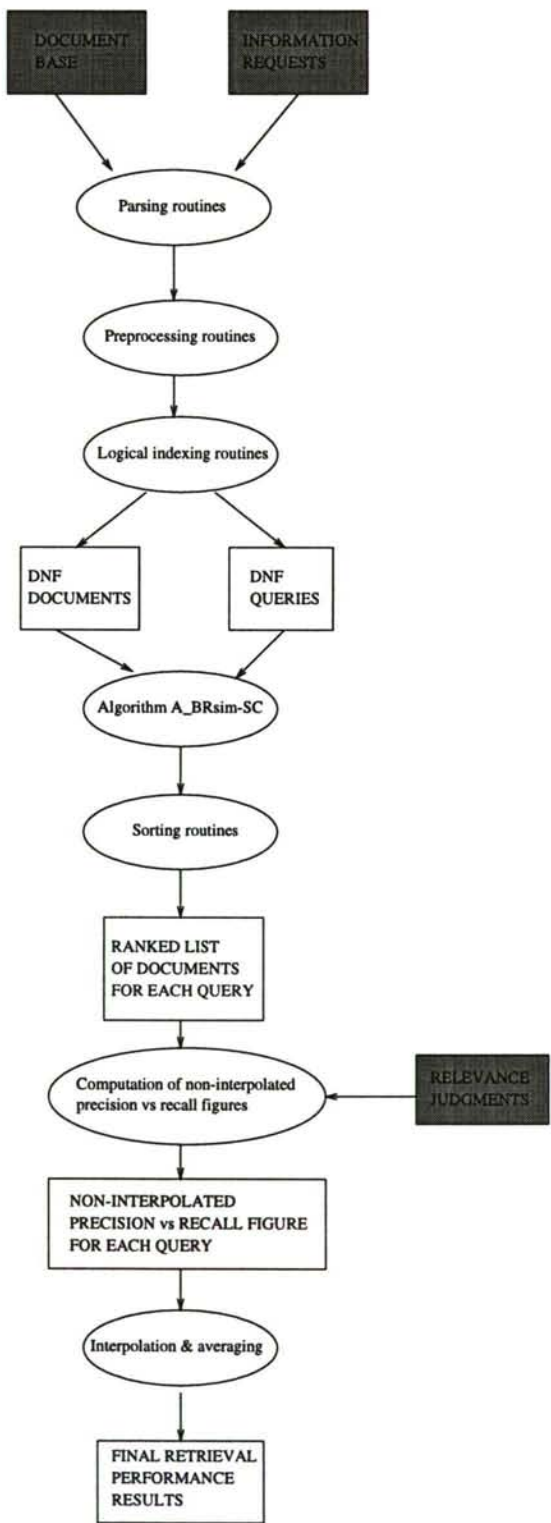 DOCUMENT
BASE
INFORMATION
REQUESTS
Parsing routines
Preprocessing routines
Logical indexing routines
DNF
DOCUMENTS
DNF
QUERIES
Algorithm A_BRsim-SC
Sorting routines
RANKED LIST
OF DOCUMENTS
FOR EACH QUERY
Computation of non-interpolated
precision vs recall figures
RELEVANCE
JUDGMENTS
NON-INTERPOLATED
PRECISION vs RECALL FIGURE
FOR EACH QUERY
Interpolation & averaging
FINAL RETRIEVAL
PERFORMANCE
RESULTS